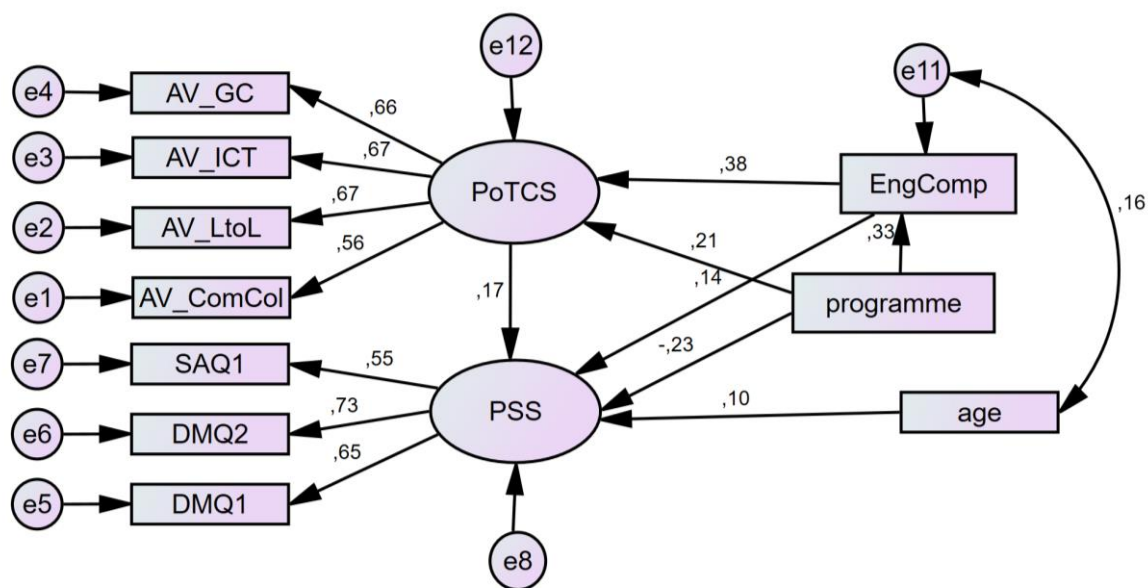 e12
e11
e4
AV_GC
,66
e3
AV_ICT
,67
PoTCS
,38
EngComp
,16
e2
AV_LtoL
,67
,21
,33
,56
,14
e1
AV_ComCol
,17
programme
e7
SAQ1
,55
-,23
e6
DMQ2
,73
PSS
,10
age
,65
e5
DMQ1
e8